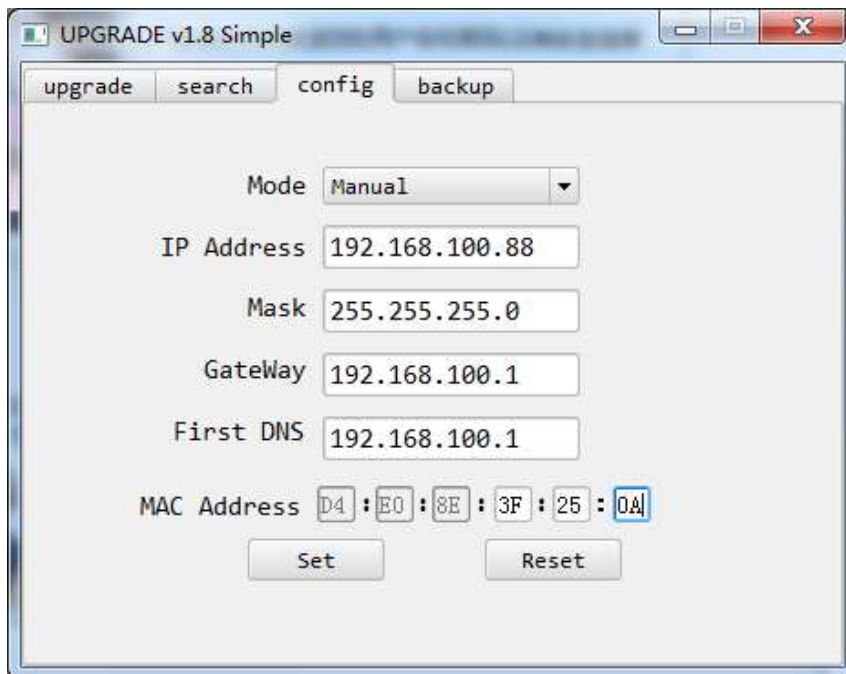 UPGRADE v1.8 Simple
upgrade search config backup
Mode Manual
IP Address 192.168.100.88
Mask 255.255.255.0
GateWay 192.168.100.1
First DNS 192.168.100.1
MAC Address D4:E0:8E:3F:25:0A
Set Reset